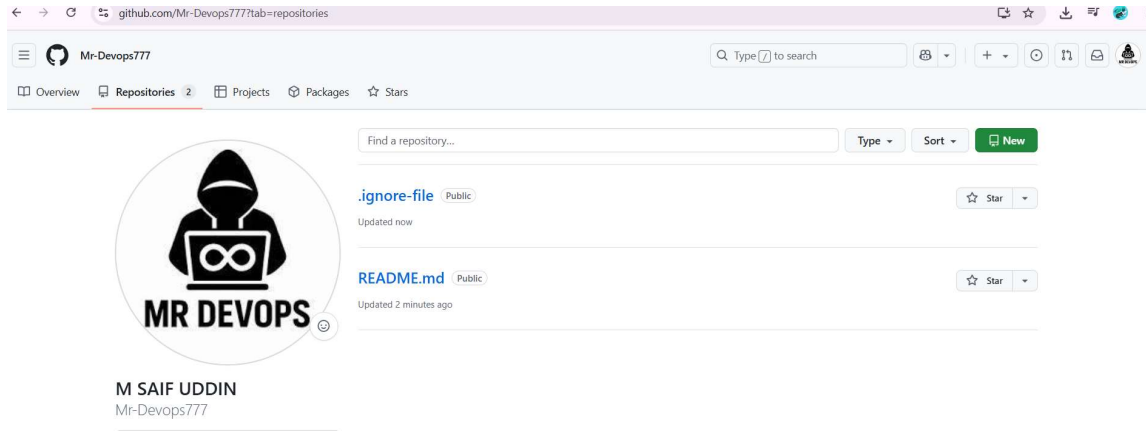 github.com/Mr-Devops777?tab=repositories
Mr-Devops777
Type / to search
Overview Repositories 2 Projects Packages Stars
Find a repository...
Type Sort New
.ignore-file Public
Star
Updated now
README.md Public
Star
Updated 2 minutes ago
MR DEVOPS
M SAIF UDDIN
Mr-Devops777